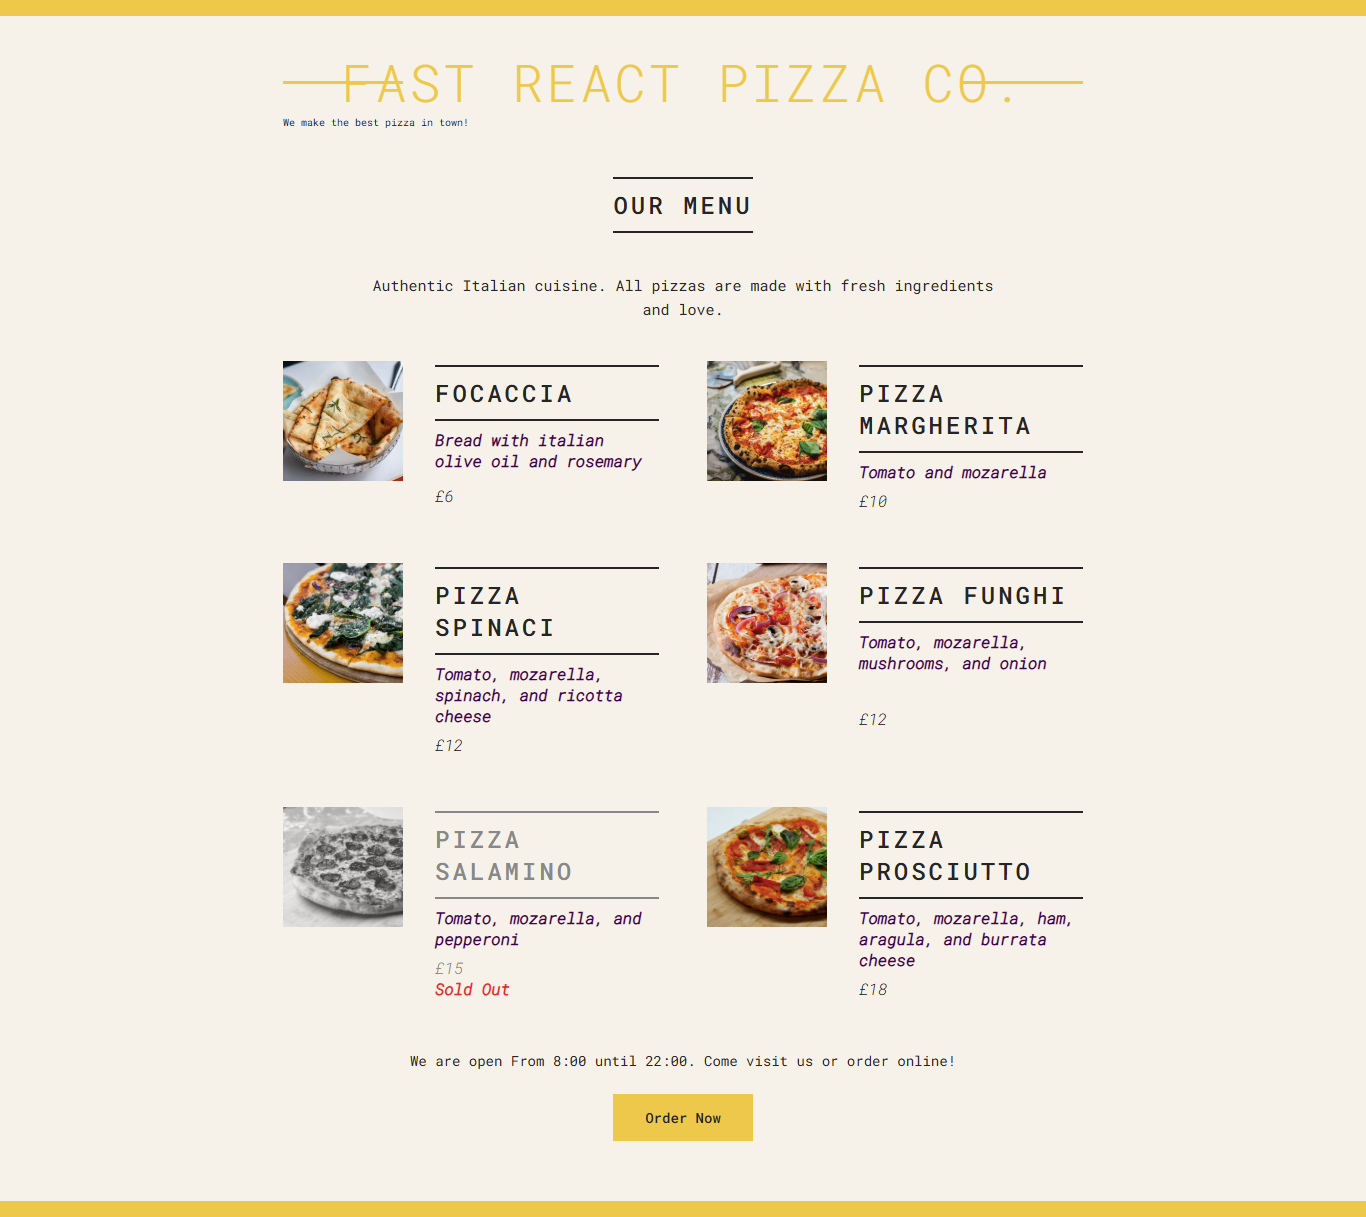 FAST REACT PIZZA CO.
We make the best pizza in town!
OUR MENU
Authentic Italian cuisine. All pizzas are made with fresh ingredients
and love.
FOCACCIA
Bread with italian
olive oil and rosemary
£6
PIZZA
MARGHERITA
Tomato and mozarella
£10
PIZZA
SPINACI
Tomato, mozarella,
spinach, and ricotta
cheese
£12
PIZZA FUNGHI
Tomato, mozarella,
mushrooms, and onion
£12
PIZZA
SALAMINO
Tomato, mozarella, and
pepperoni
£15
Sold Out
PIZZA
PROSCIUTTO
Tomato, mozarella, ham,
aragula, and burrata
cheese
£18
We are open From 8:00 until 22:00. Come visit us or order online!
Order Now